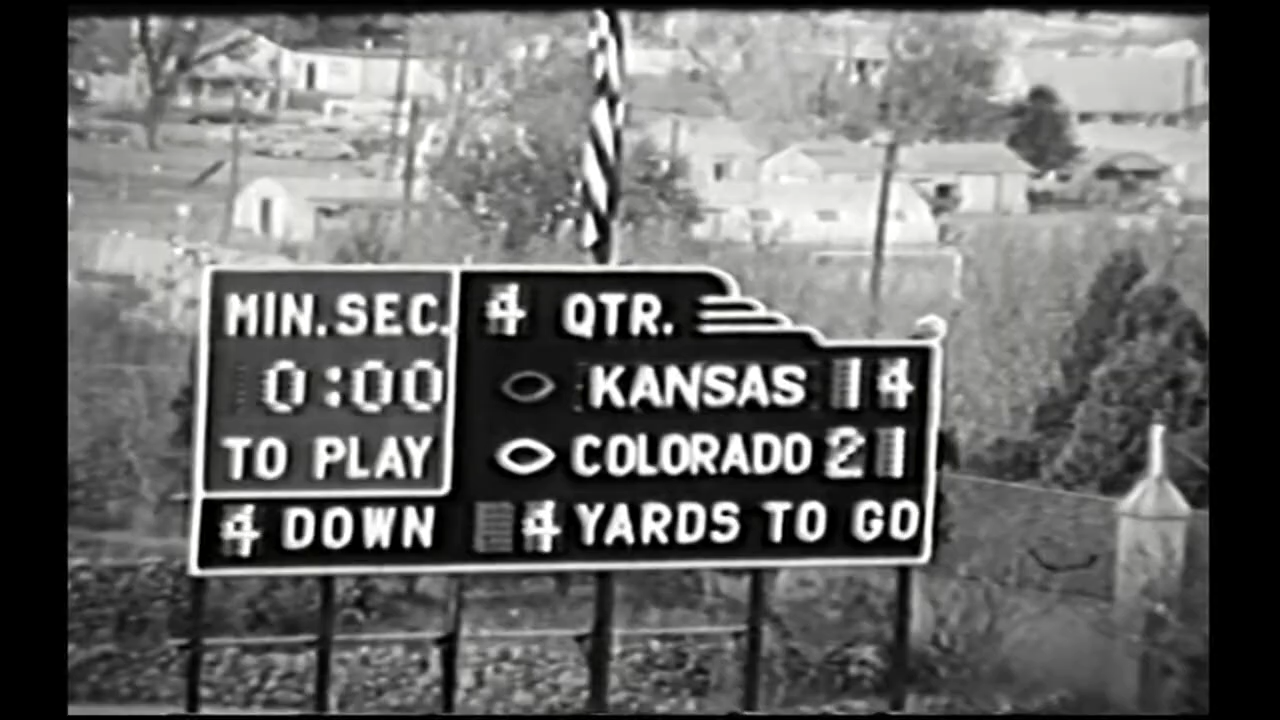 MIN.SEC. 4 QTR.
0:00 KANSAS 14
TO PLAY COLORADO 21
4 DOWN 4 YARDS TO GO